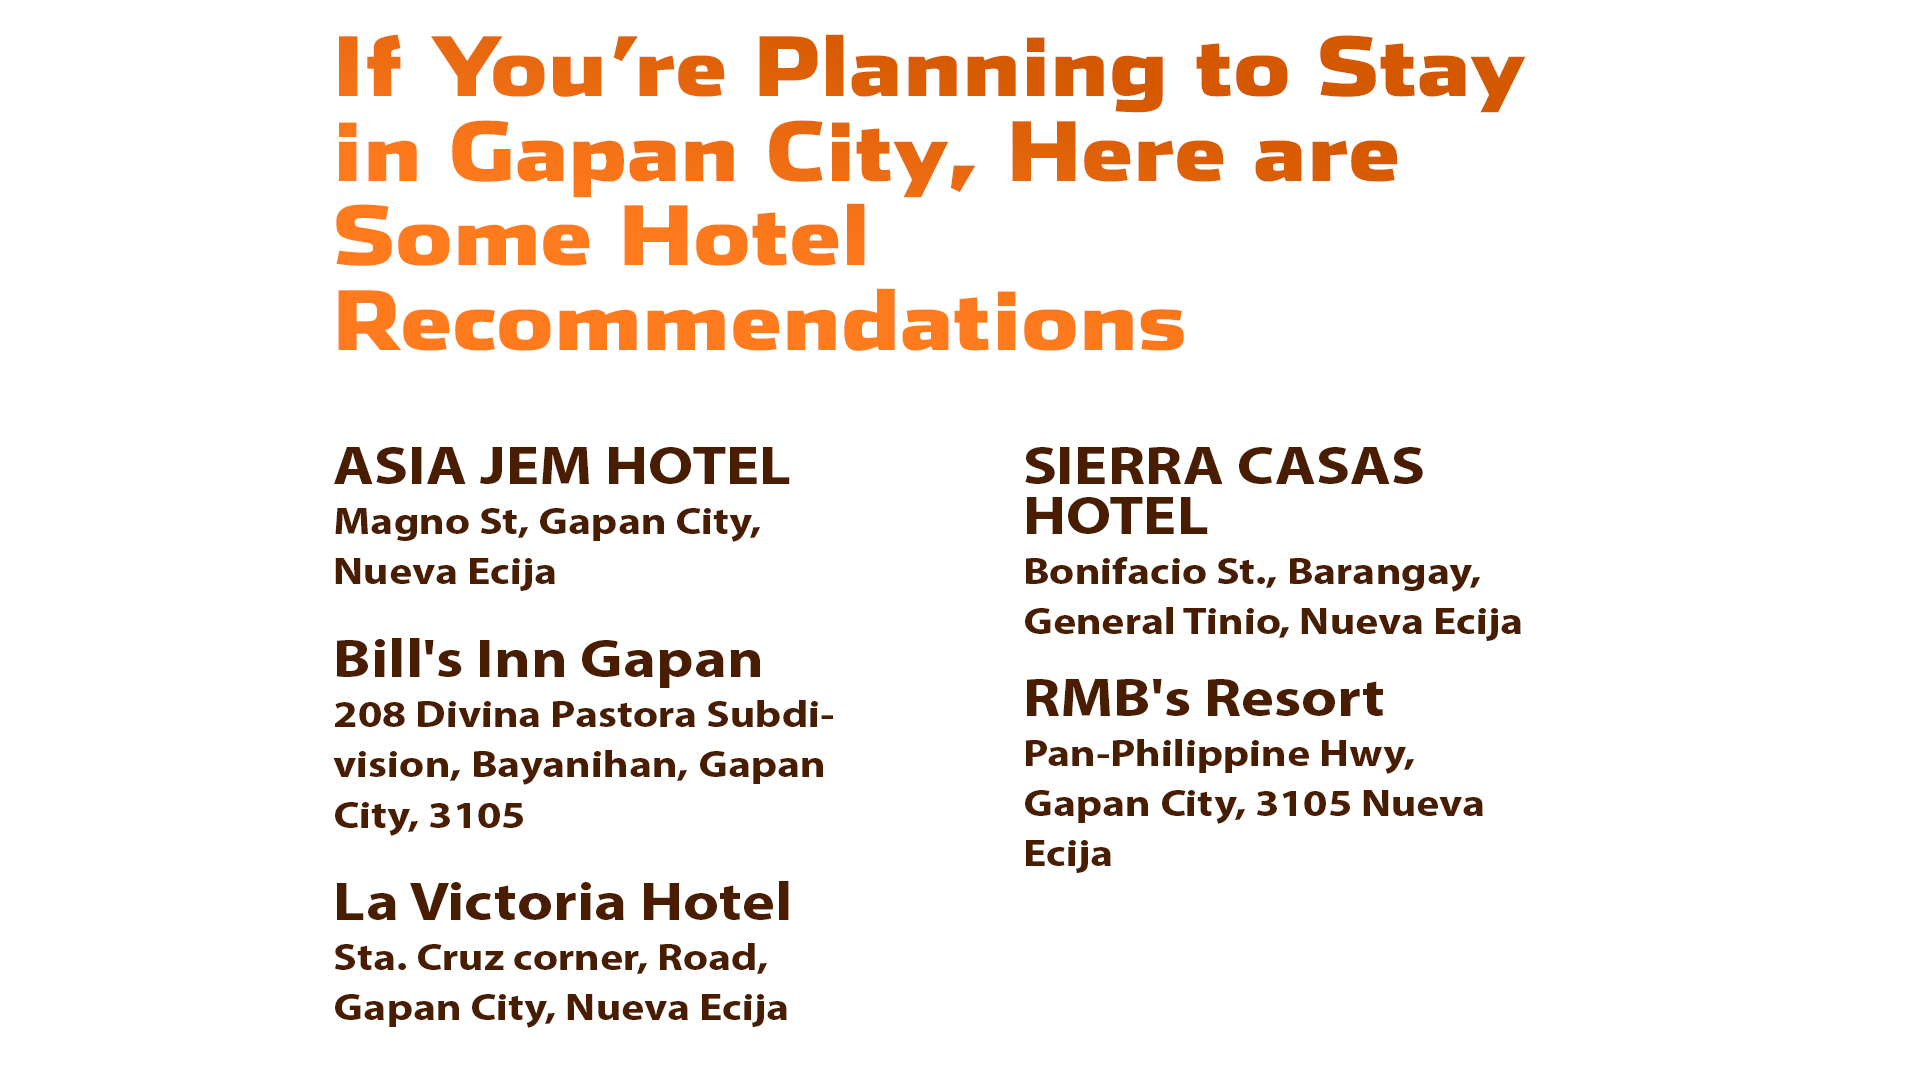 If You’re Planning to Stay
in Gapan City, Here are
Some Hotel
Recommendations
ASIA JEM HOTEL
Magno St, Gapan City,
Nueva Ecija
Bill's Inn Gapan
208 Divina Pastora Subdi-
vision, Bayanihan, Gapan
City, 3105
La Victoria Hotel
Sta. Cruz corner, Road,
Gapan City, Nueva Ecija
SIERRA CASAS
HOTEL
Bonifacio St., Barangay,
General Tinio, Nueva Ecija
RMB's Resort
Pan-Philippine Hwy,
Gapan City, 3105 Nueva
Ecija